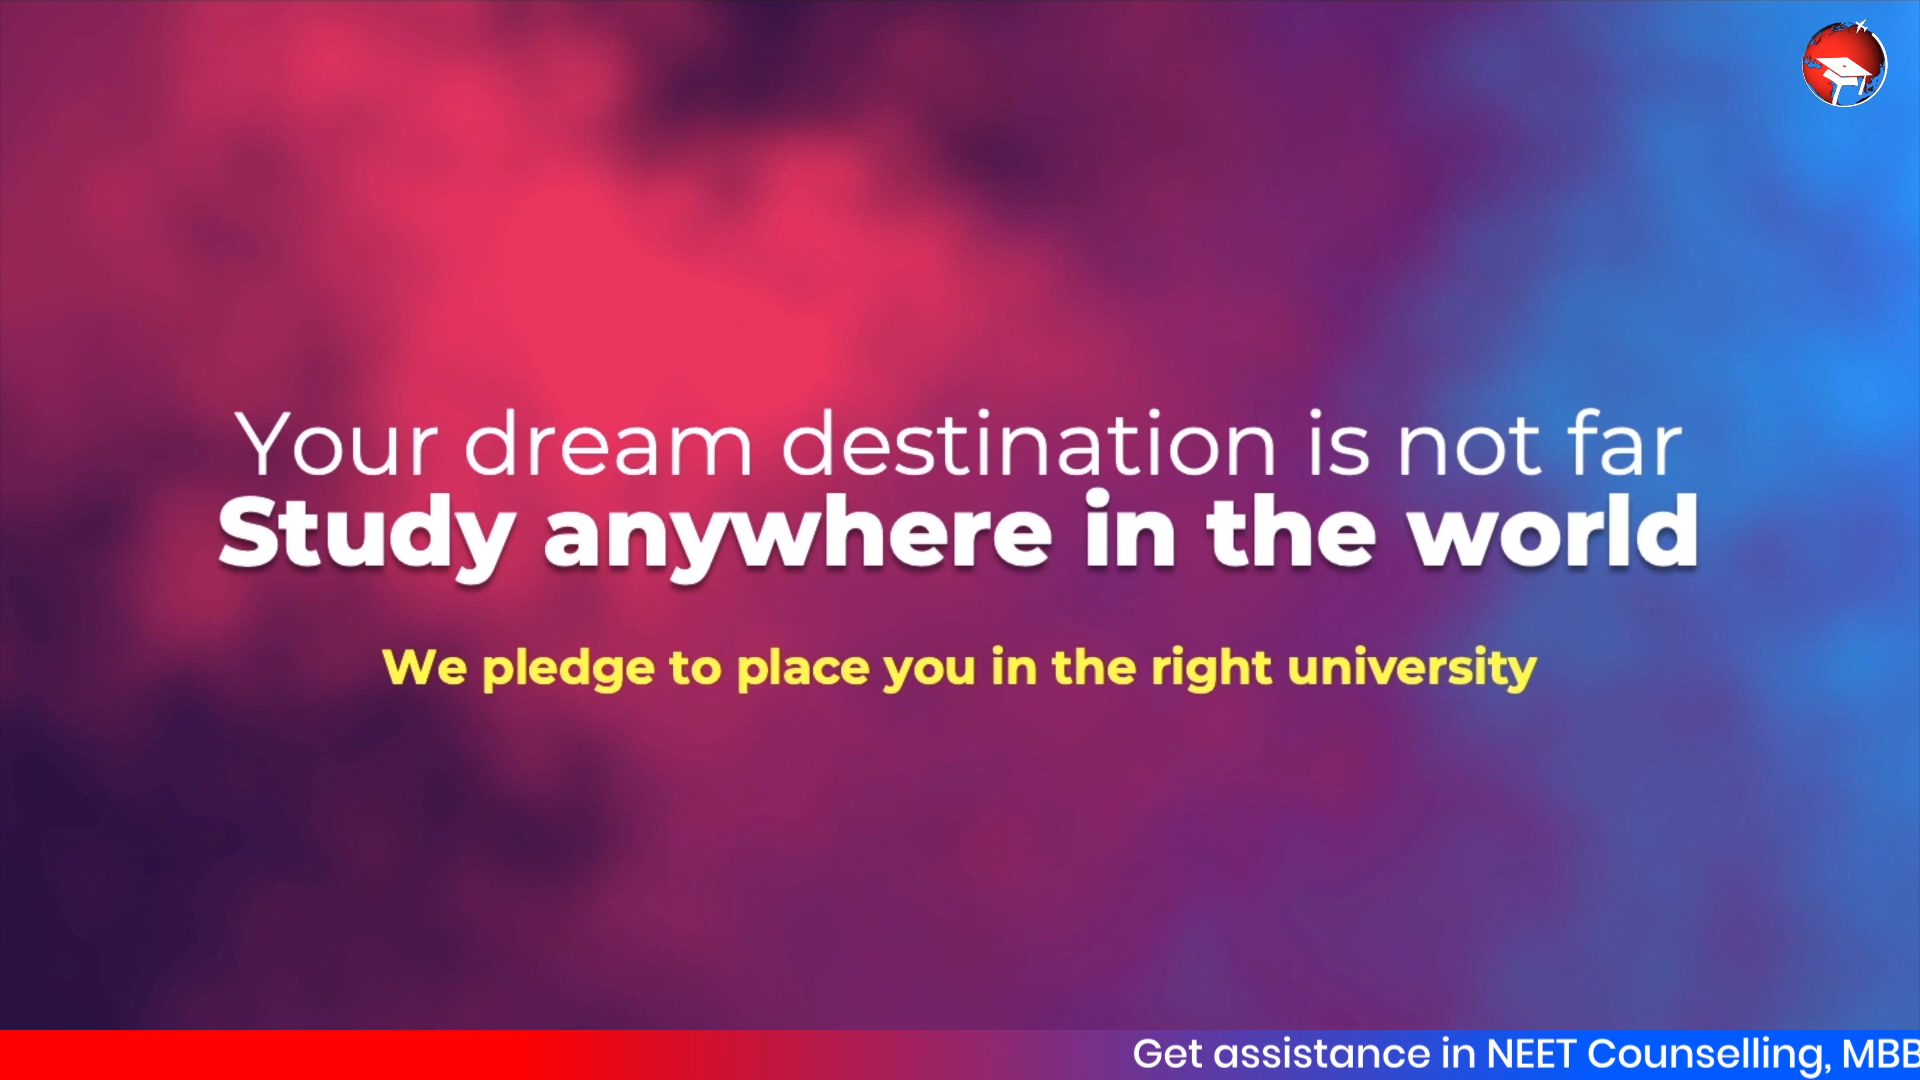 Your dream destination is not far
Study anywhere in the world
We pledge to place you in the right university
Get assistance in NEET Counselling, MBB